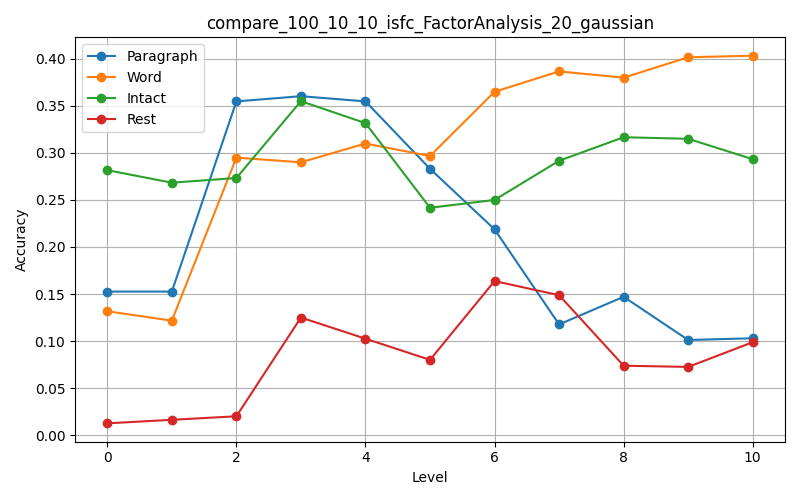 compare_100_10_10_isfc_FactorAnalysis_20_gaussian
Paragraph
Word
Intact
Rest
0.40
0.35
0.30
0.25
0.20
0.15
0.10
0.05
0.00
Accuracy
0 2 4 6 8 10
Level